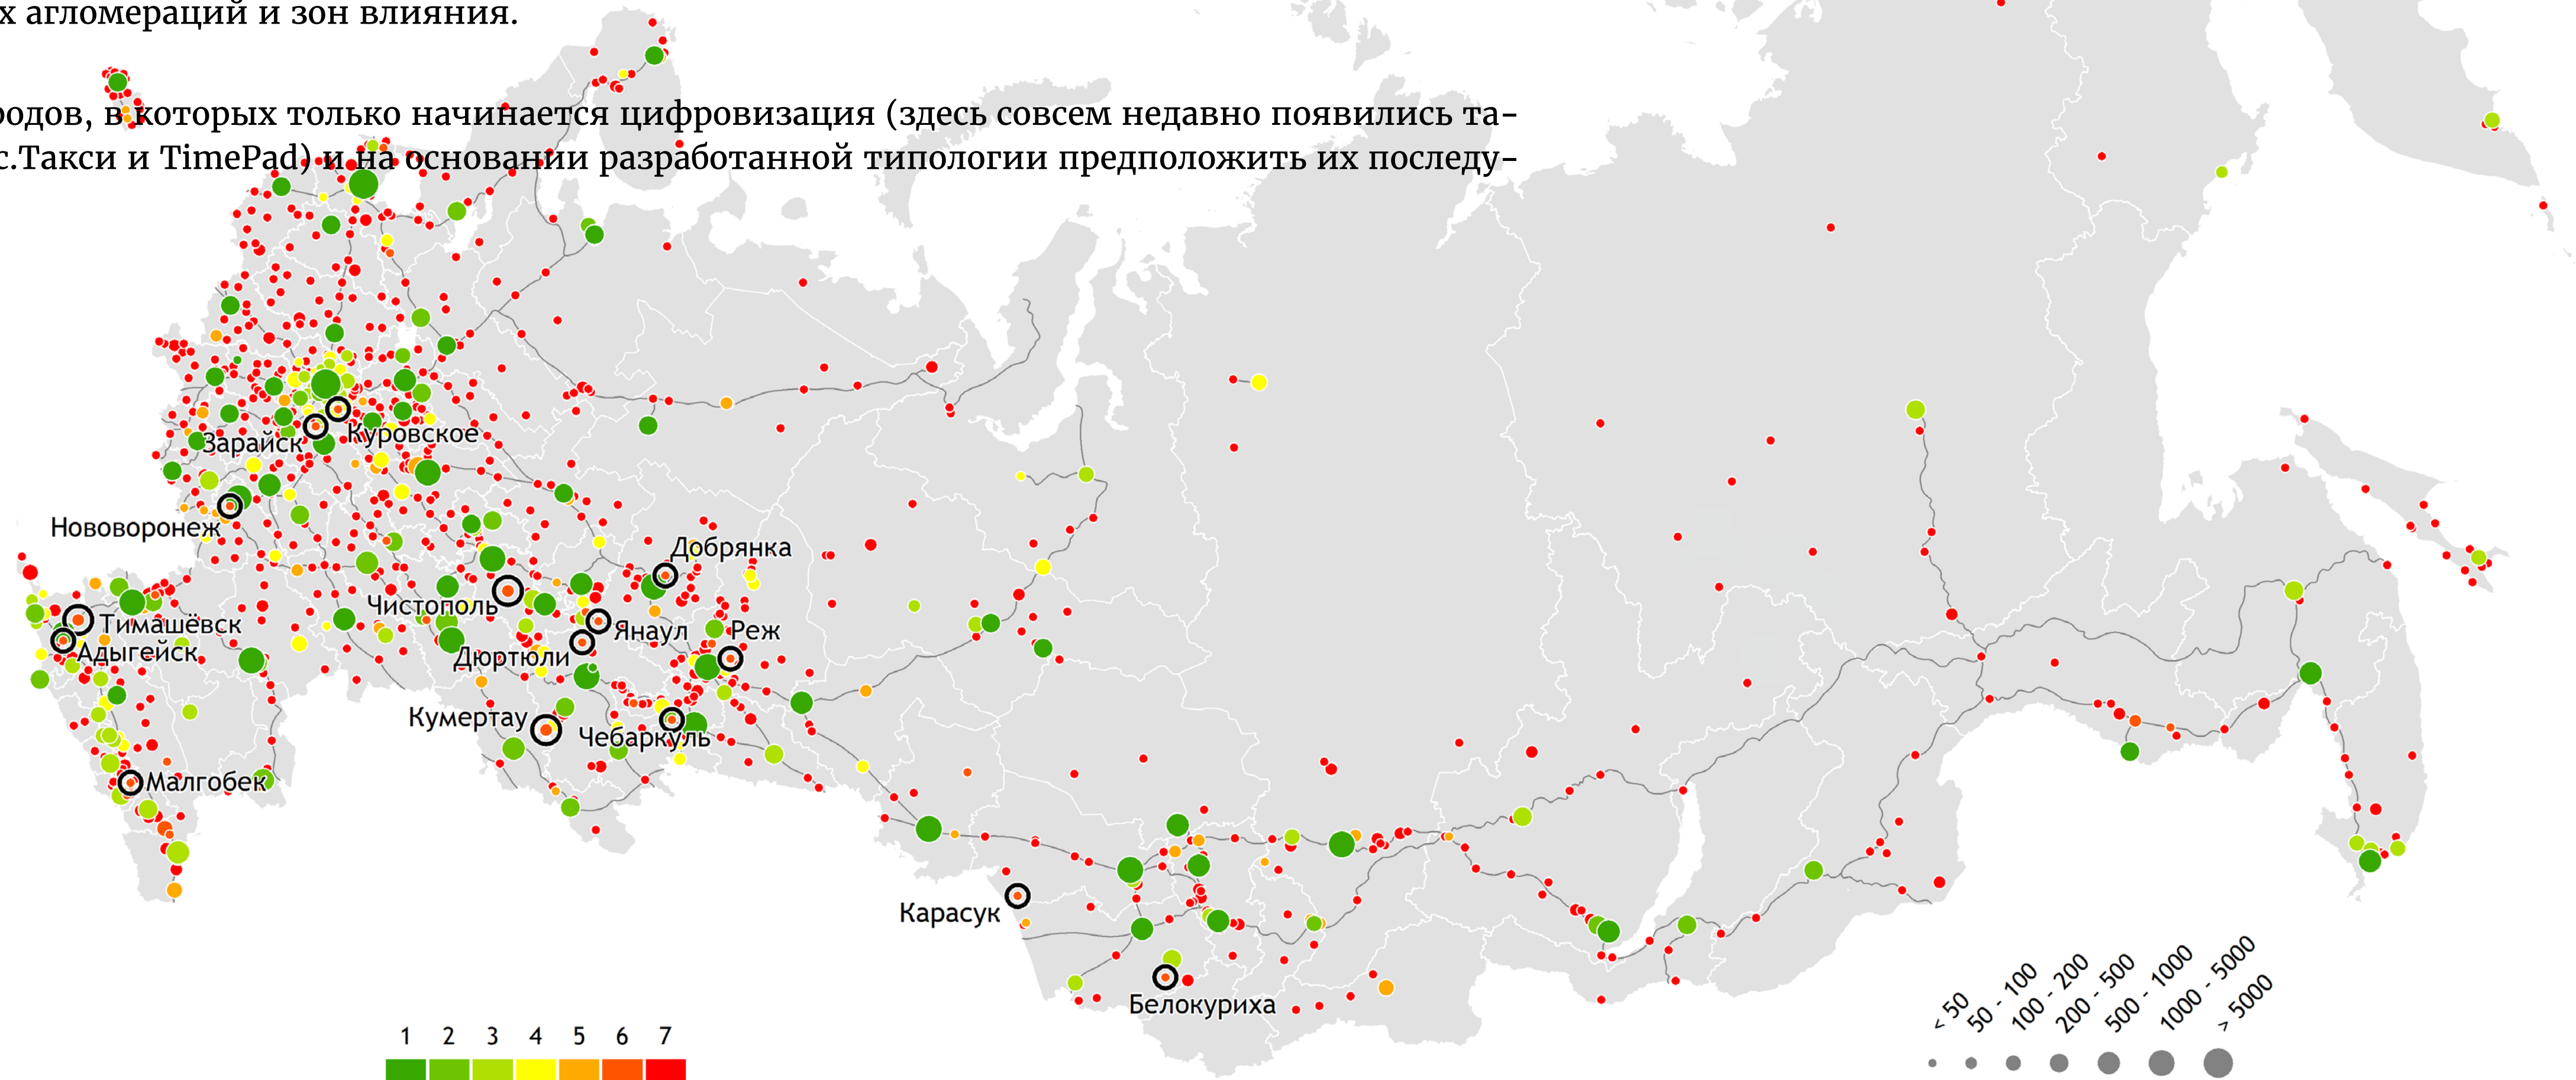 х агломераций и зон влияния.
родов, в которых только начинается цифровизация (здесь совсем недавно появились та-
с.Такси и TimePad) и на основании разработанной типологии предположить их последу-
Зарайск
Куровское
Нововоронеж
Добрянка
Чистополь
Тимашёвск
Янаул
Реж
Адыгейск
Дюртюли
Кумертау
Чебаркуль
Малгобек
Карасук
Белокуриха
1 2 3 4 5 6 7
< 50
50 - 100
100 - 200
200 - 500
500 - 1000
1000 - 5000
> 5000